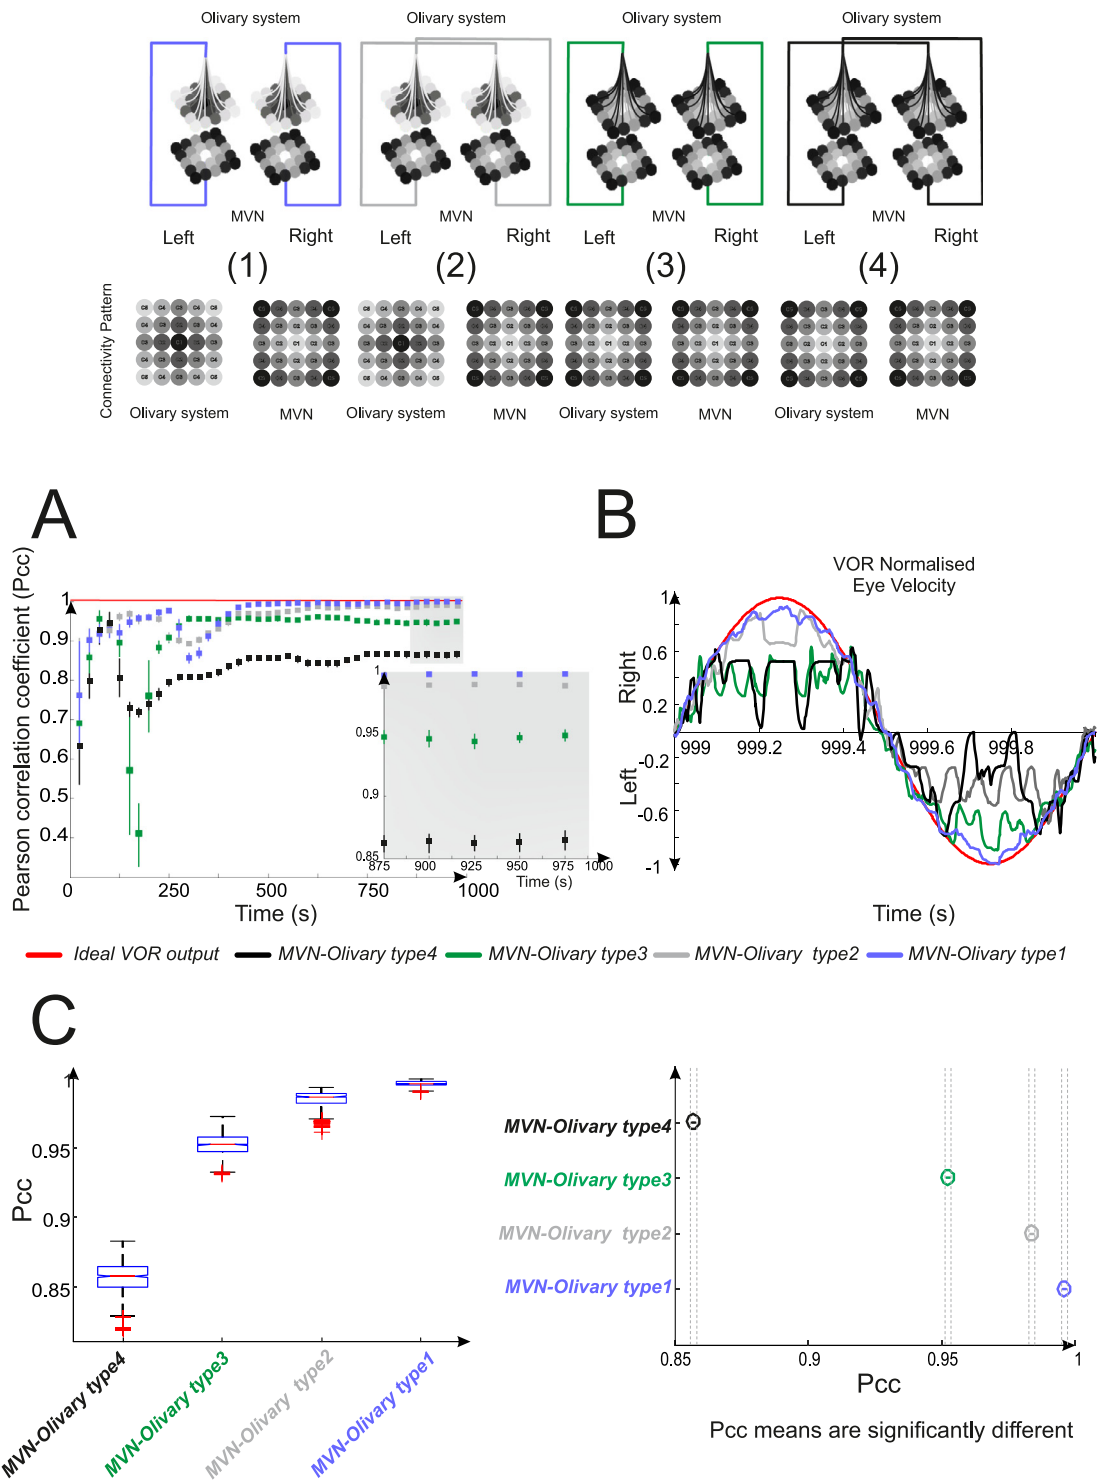 Olivary system Olivary system Olivary system Olivary system
MVN MVN MVN MVN
Left Right Left Right Left Right Left Right
(1) (2) (3) (4)
Connectivity Pattern
Olivary system MVN Olivary system MVN Olivary system MVN Olivary system MVN
A
Pearson correlation coefficient (Pcc)
1
0.9
0.8
0.7
0.6
0.5
0.4
0 250 500 750 1000
Time (s)
1
0.95
0.9
0.85
875 900 925 950 975 1000
Time (s)
B
VOR Normalised
Eye Velocity
Right
Left
1
0.6
0.2
-0.2
-0.6
-1
999 999.2 999.4 999.6 999.8
Time (s)
Ideal VOR output MVN-Olivary type4 MVN-Olivary type3 MVN-Olivary type2 MVN-Olivary type1
C
Pcc
1
0.95
0.9
0.85
MVN-Olivary type4
MVN-Olivary type3
MVN-Olivary type2
MVN-Olivary type1
MVN-Olivary type4
MVN-Olivary type3
MVN-Olivary type2
MVN-Olivary type1
0.85 0.9 0.95 1
Pcc
Pcc means are significantly different